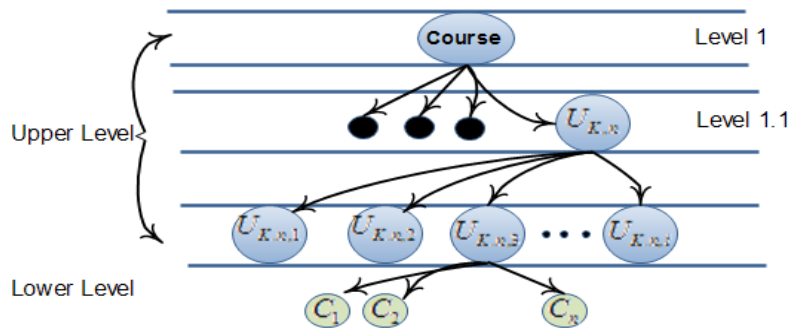 Course
Level 1
U_{K,n}
Level 1.1
Upper Level
U_{K,n,1}
U_{K,n,2}
U_{K,n,3}
U_{K,n,i}
Lower Level
C_1
C_2
C_n